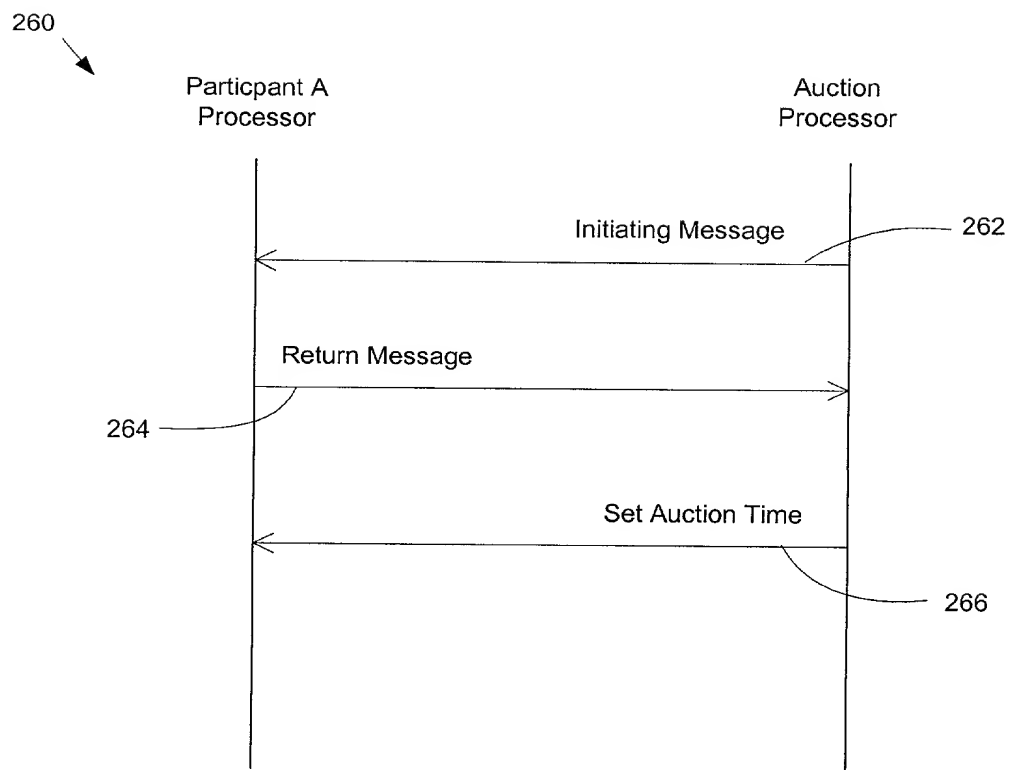 260
Particpant A
Processor
Auction
Processor
Initiating Message
262
Return Message
264
Set Auction Time
266